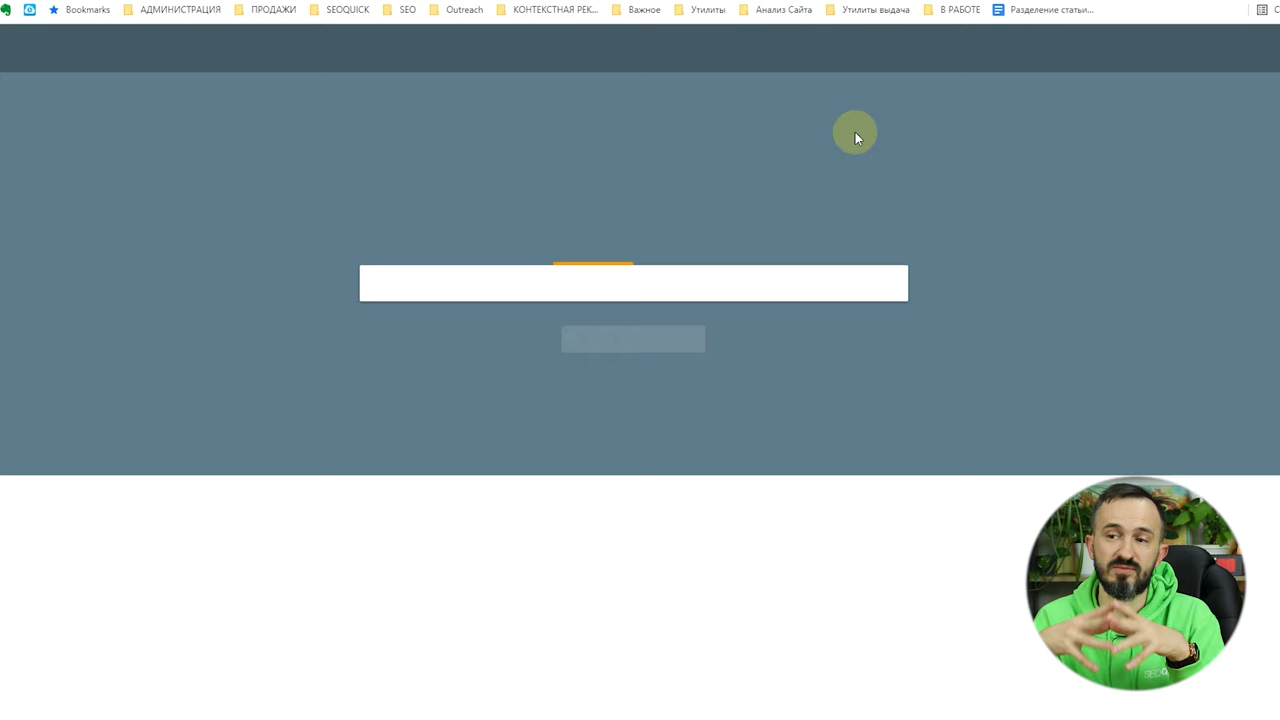 Bookmarks АДМИНИСТРАЦИЯ ПРОДАЖИ SEOQUICK SEO Outreach КОНТЕКСТНАЯ РЕК... Важное Утилиты Анализ Сайта Утилиты выдача В РАБОТЕ Разделение статьи...